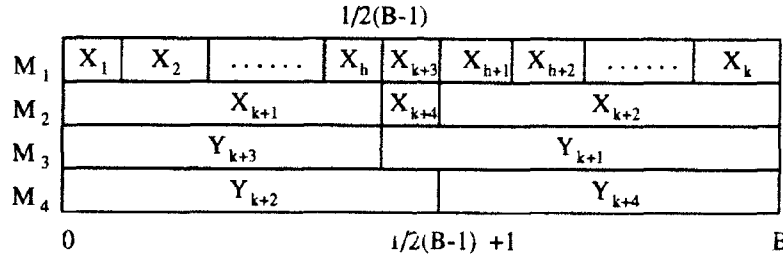 1/2(B-1)
M₁ X₁ X₂ ...... Xₕ Xₖ₊₃ Xₕ₊₁ Xₕ₊₂ ...... Xₖ
M₂ Xₖ₊₁ Xₖ₊₄ Xₖ₊₂
M₃ Yₖ₊₃ Yₖ₊₁
M₄ Yₖ₊₂ Yₖ₊₄
0 1/2(B-1) +1 B